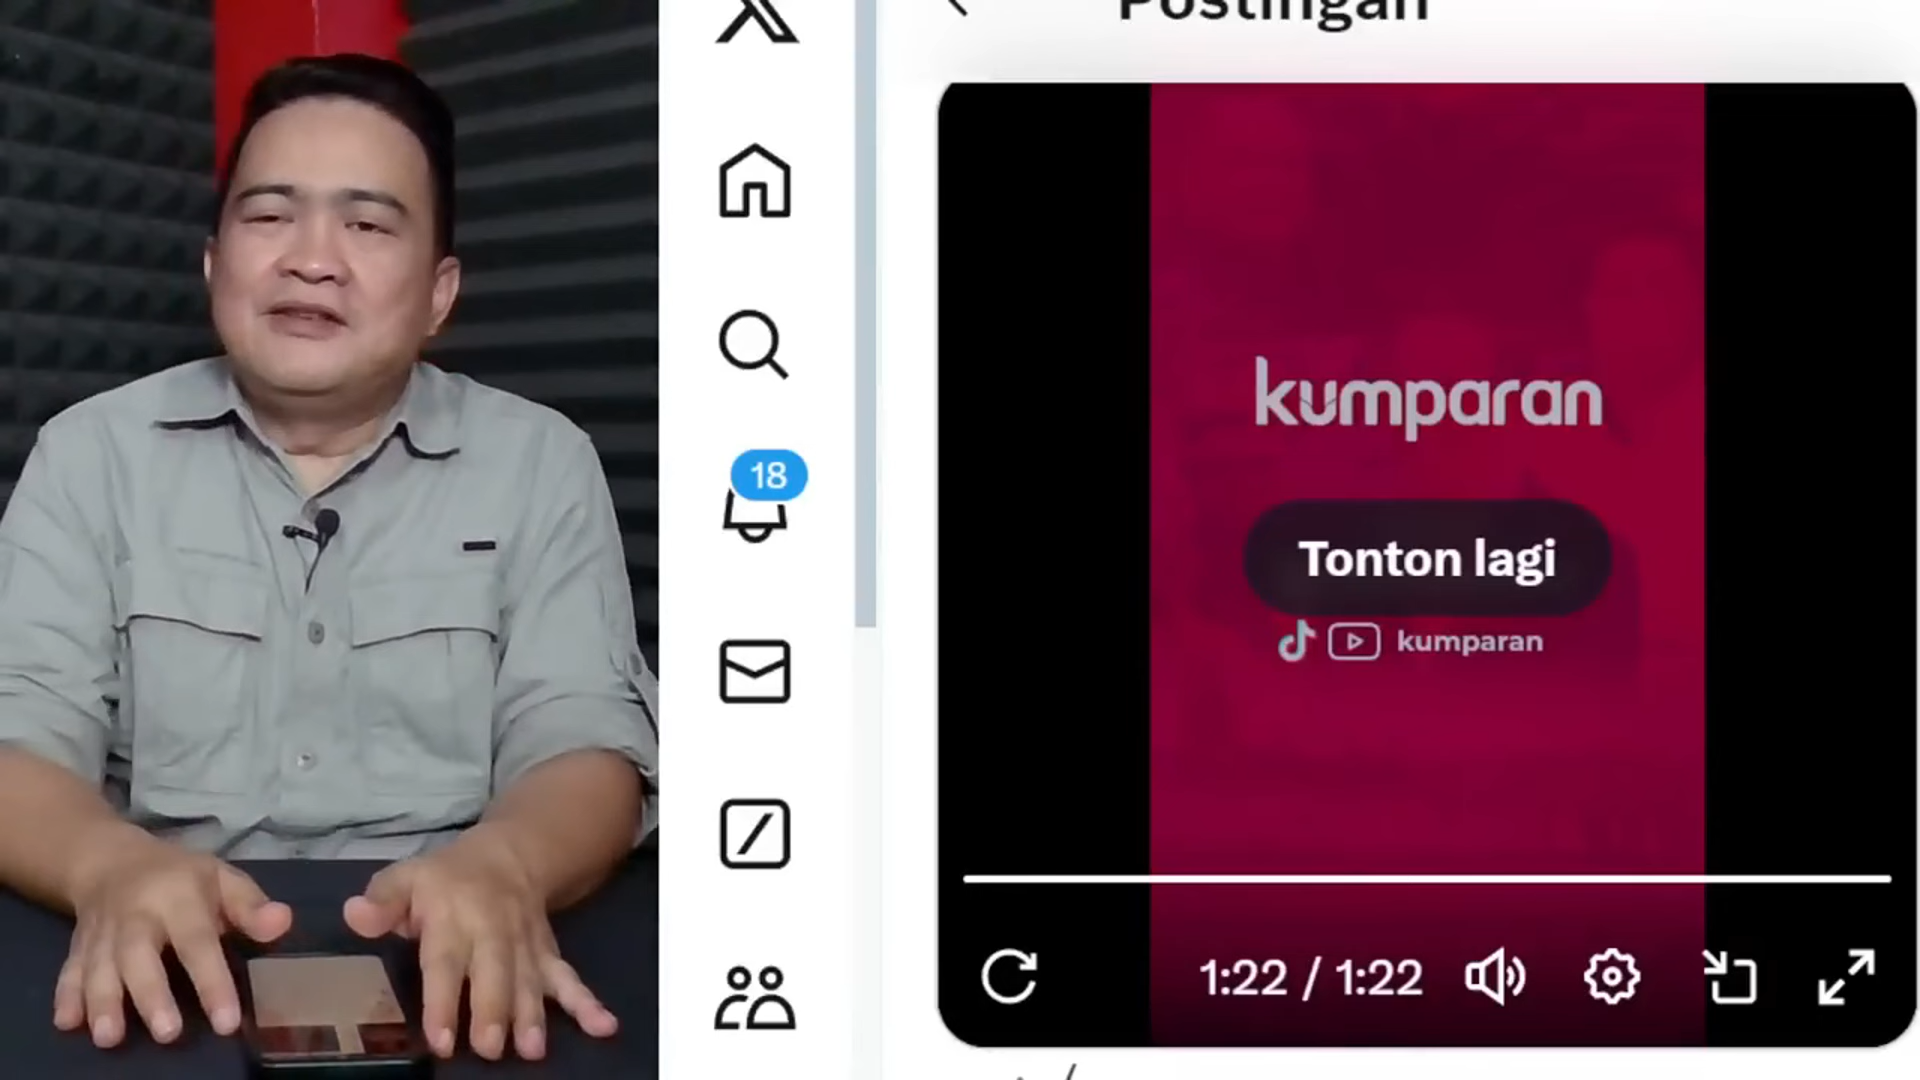 Postingan
18
kumparan
Tonton lagi
kumparan
1:22 / 1:22